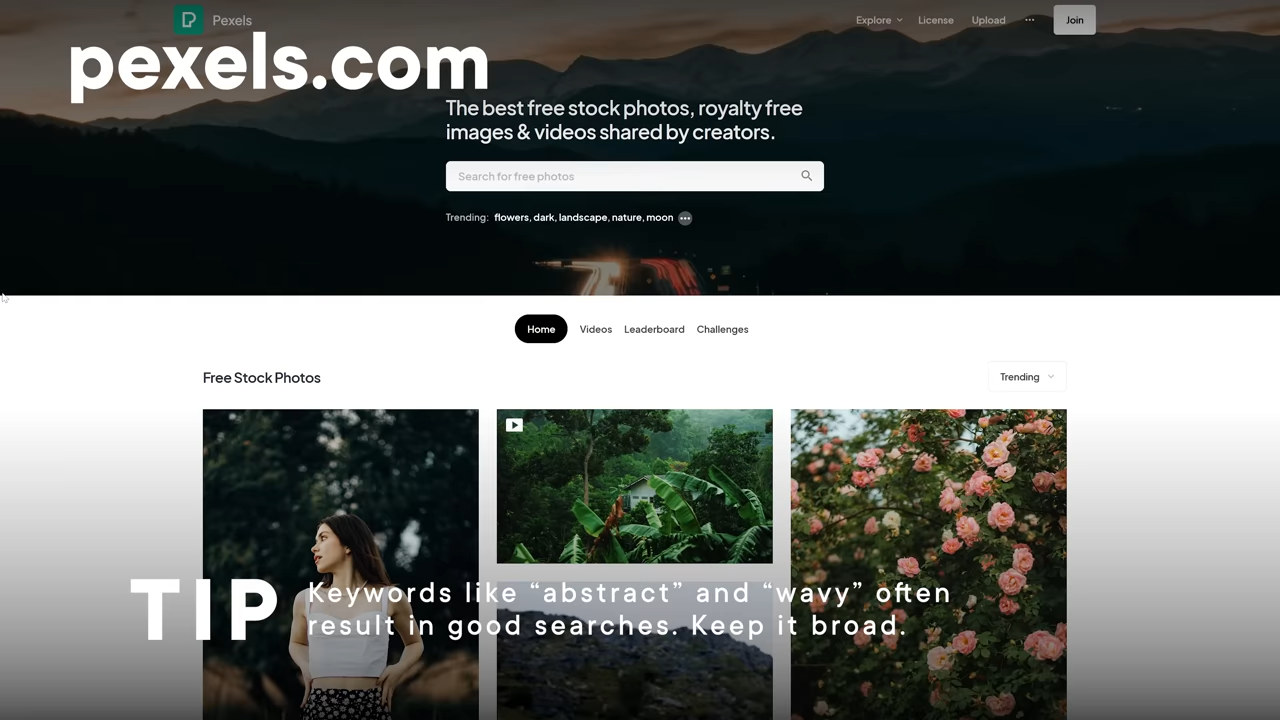 Pexels
Explore
License
Upload
Join
pexels.com
The best free stock photos, royalty free
images & videos shared by creators.
Search for free photos
Trending: flowers, dark, landscape, nature, moon
Home
Videos
Leaderboard
Challenges
Free Stock Photos
Trending
TIP
Keywords like “abstract” and “wavy” often
result in good searches. Keep it broad.